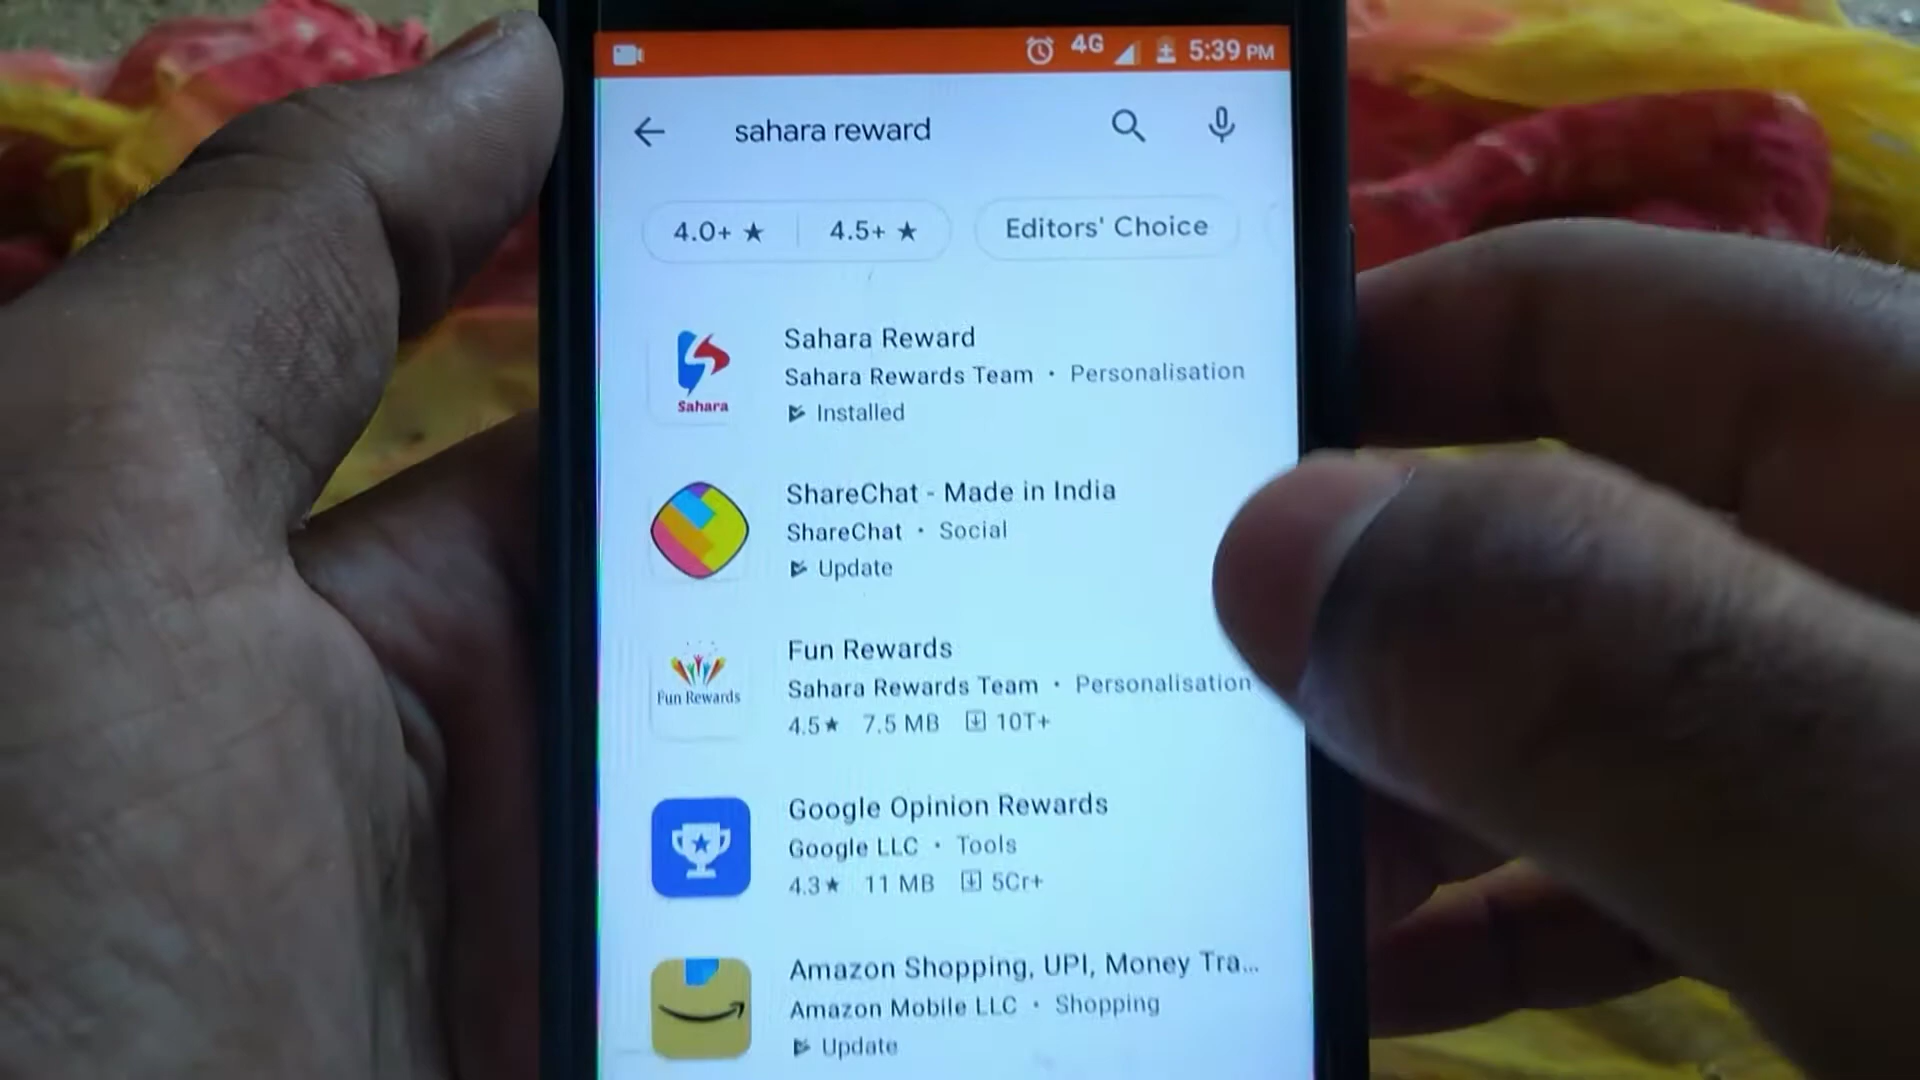 4G 5:39 PM
sahara reward
4.0+ ★ 4.5+ ★ Editors' Choice
Sahara Reward
Sahara Rewards Team • Personalisation
Installed
Sahara
ShareChat - Made in India
ShareChat • Social
Update
Fun Rewards
Sahara Rewards Team • Personalisation
Fun Rewards
4.5★ 7.5 MB 10T+
Google Opinion Rewards
Google LLC • Tools
4.3★ 11 MB 5Cr+
Amazon Shopping, UPI, Money Tra...
Amazon Mobile LLC • Shopping
Update